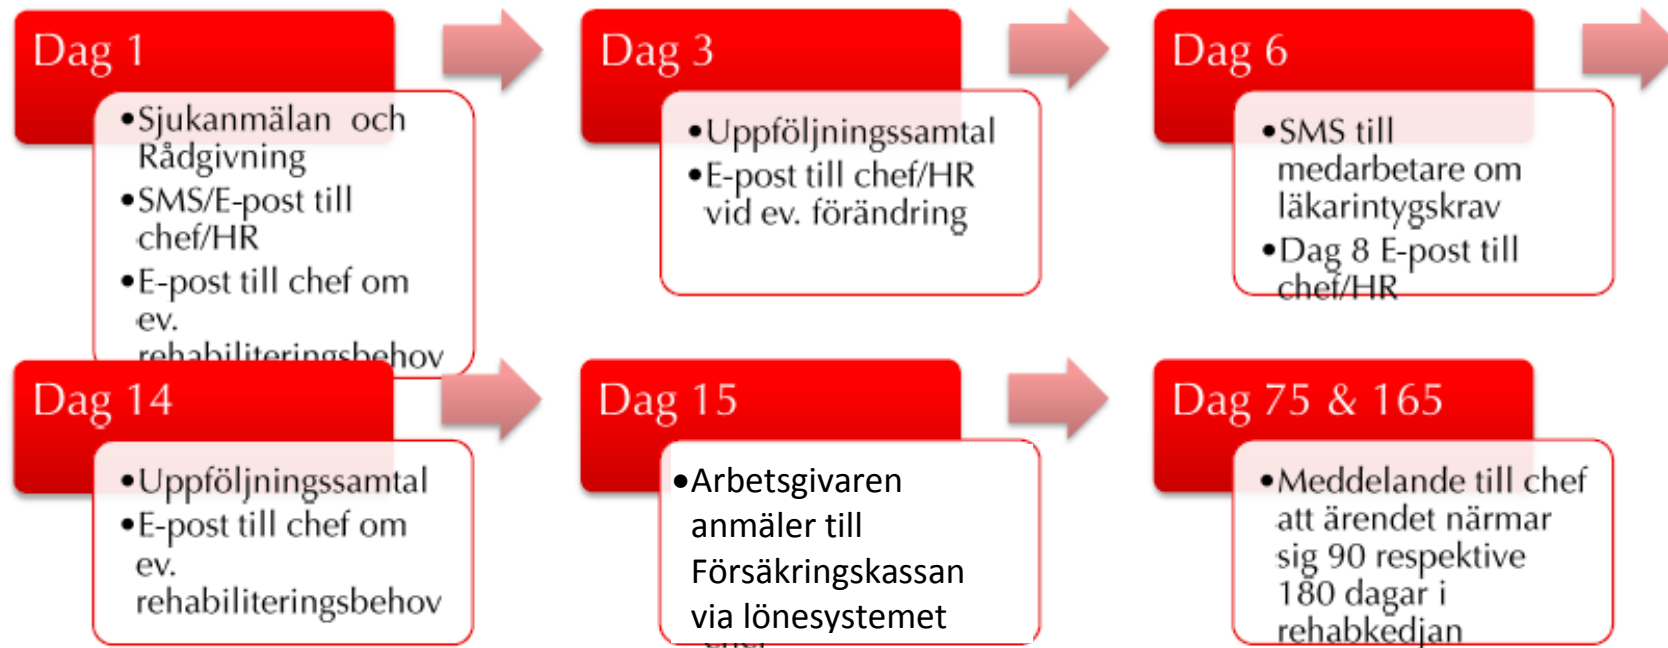 Dag 1
•Sjukanmälan och
Rådgivning
•SMS/E-post till
chef/HR
•E-post till chef om
ev.
rehabiliteringsbehov
Dag 3
•Uppföljningssamtal
•E-post till chef/HR
vid ev. förändring
Dag 6
•SMS till
medarbetare om
läkarintygskrav
•Dag 8 E-post till
chef/HR
Dag 14
•Uppföljningssamtal
•E-post till chef om
ev.
rehabiliteringsbehov
Dag 15
•Arbetsgivaren
anmäler till
Försäkringskassan
via lönesystemet
Dag 75 & 165
•Meddelande till chef
att ärendet närmar
sig 90 respektive
180 dagar i
rehabkedjan